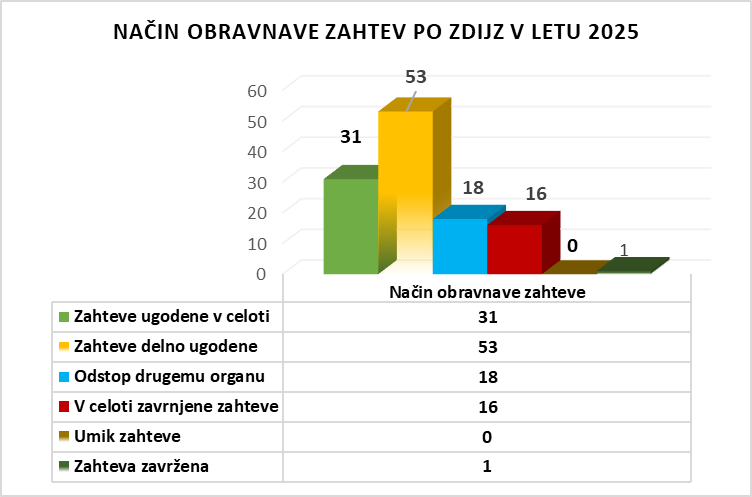 NAČIN OBRAVNAVE ZAHTEV PO ZDIJZ V LETU 2025
60
50
40
30
20
10
0
31
53
18
16
0
1
Način obravnave zahteve
Zahteve ugodene v celoti 31
Zahteve delno ugodene 53
Odstop drugemu organu 18
V celoti zavrnjene zahteve 16
Umik zahteve 0
Zahteva zavržena 1